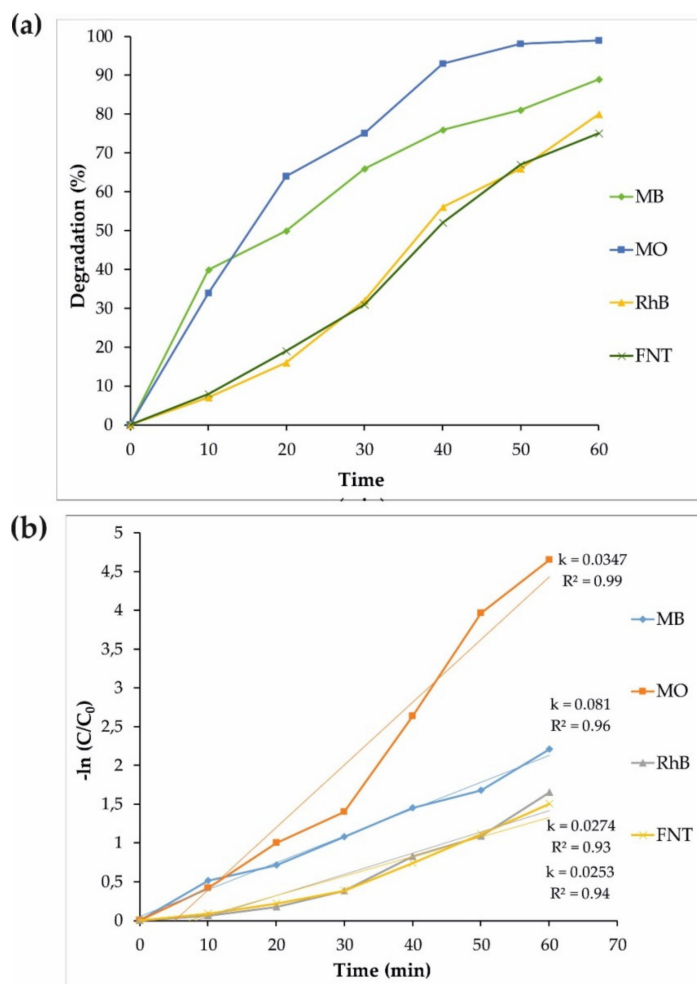 (a)
100
90
80
70
60
50
40
30
20
10
0
Degradation (%)
0 10 20 30 40 50 60
Time
MB
MO
RhB
FNT
(b)
5
4,5
4
3,5
3
2,5
2
1,5
1
0,5
0
-ln (C/C0)
0 10 20 30 40 50 60 70
Time (min)
k = 0.0347
R² = 0.99
k = 0.081
R² = 0.96
k = 0.0274
R² = 0.93
k = 0.0253
R² = 0.94
MB
MO
RhB
FNT